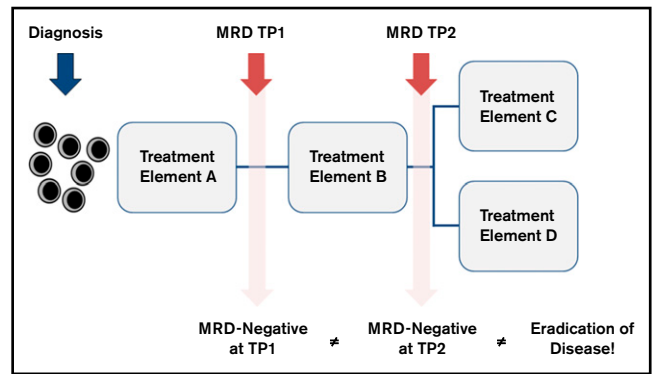 Diagnosis
MRD TP1
MRD TP2
Treatment
Element A
Treatment
Element B
Treatment
Element C
Treatment
Element D
MRD-Negative
at TP1
≠
MRD-Negative
at TP2
≠
Eradication of
Disease!